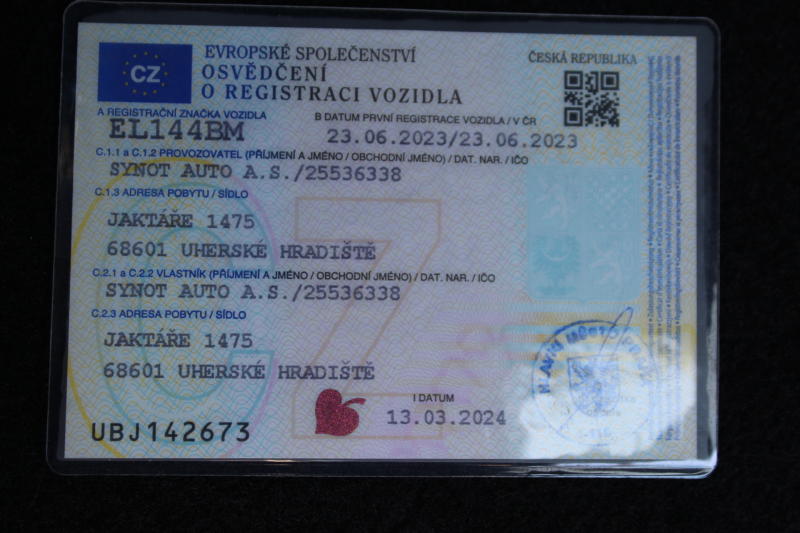 CZ
EVROPSKÉ SPOLEČENSTVÍ
OSVĚDČENÍ
O REGISTRACI VOZIDLA
ČESKÁ REPUBLIKA
A REGISTRAČNÍ ZNAČKA VOZIDLA
EL144BM
B DATUM PRVNÍ REGISTRACE VOZIDLA / V ČR
23.06.2023/23.06.2023
C.1.1 a C.1.2 PROVOZOVATEL (PŘÍJMENÍ A JMÉNO / OBCHODNÍ JMÉNO) / DAT. NAR. / IČO
SYNOT AUTO A.S./25536338
C.1.3 ADRESA POBYTU / SÍDLO
JAKTÁŘE 1475
68601 UHERSKÉ HRADIŠTĚ
C.2.1 a C.2.2 VLASTNÍK (PŘÍJMENÍ A JMÉNO / OBCHODNÍ JMÉNO) / DAT. NAR. / IČO
SYNOT AUTO A.S./25536338
C.2.3 ADRESA POBYTU / SÍDLO
JAKTÁŘE 1475
68601 UHERSKÉ HRADIŠTĚ
I DATUM
13.03.2024
UBJ142673